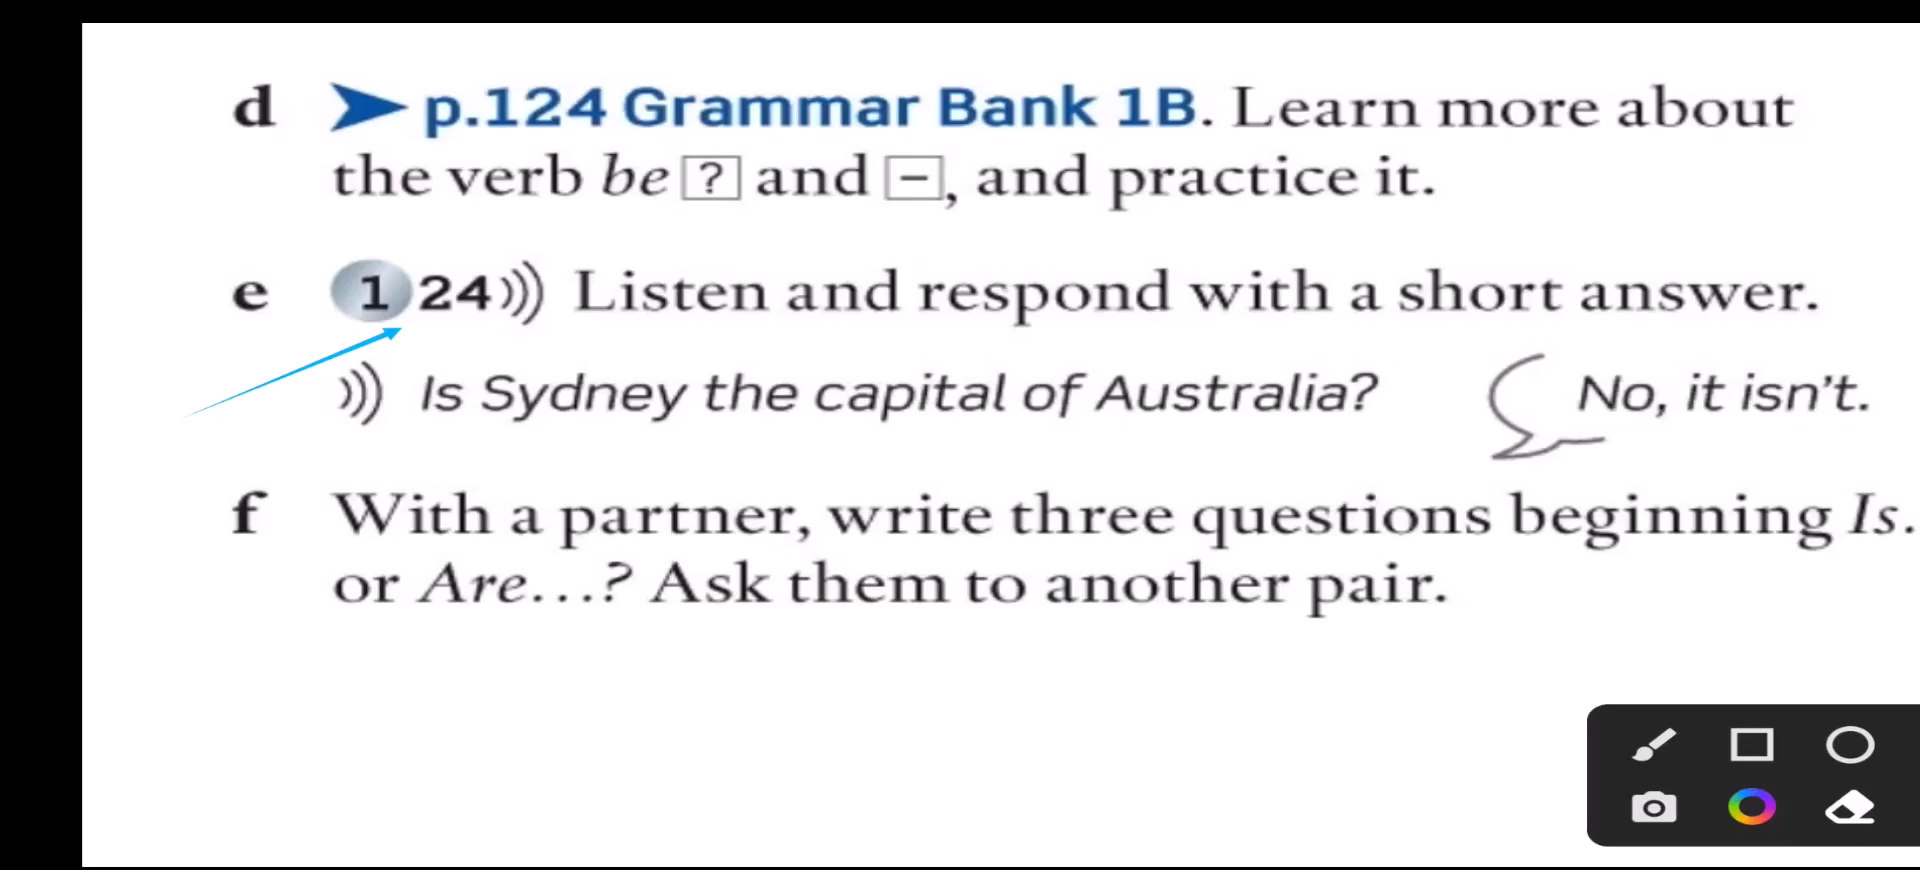 d ➤ p.124 Grammar Bank 1B. Learn more about
the verb be ? and −, and practice it.
e 1 24))) Listen and respond with a short answer.
))) Is Sydney the capital of Australia? No, it isn't.
f With a partner, write three questions beginning Is.
or Are...? Ask them to another pair.